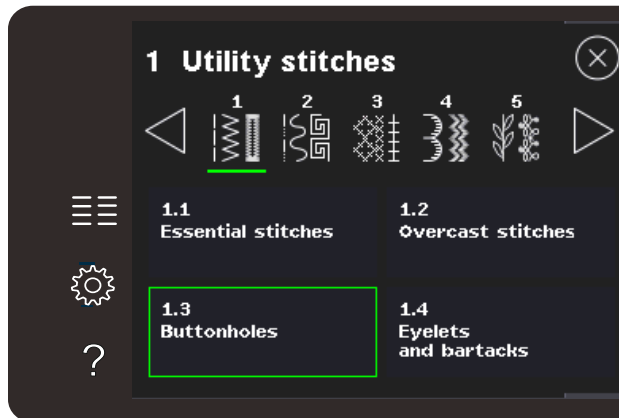 1 Utility stitches
1 2 3 4 5
1.1
Essential stitches
1.2
Overcast stitches
1.3
Buttonholes
1.4
Eyelets
and bartacks
?